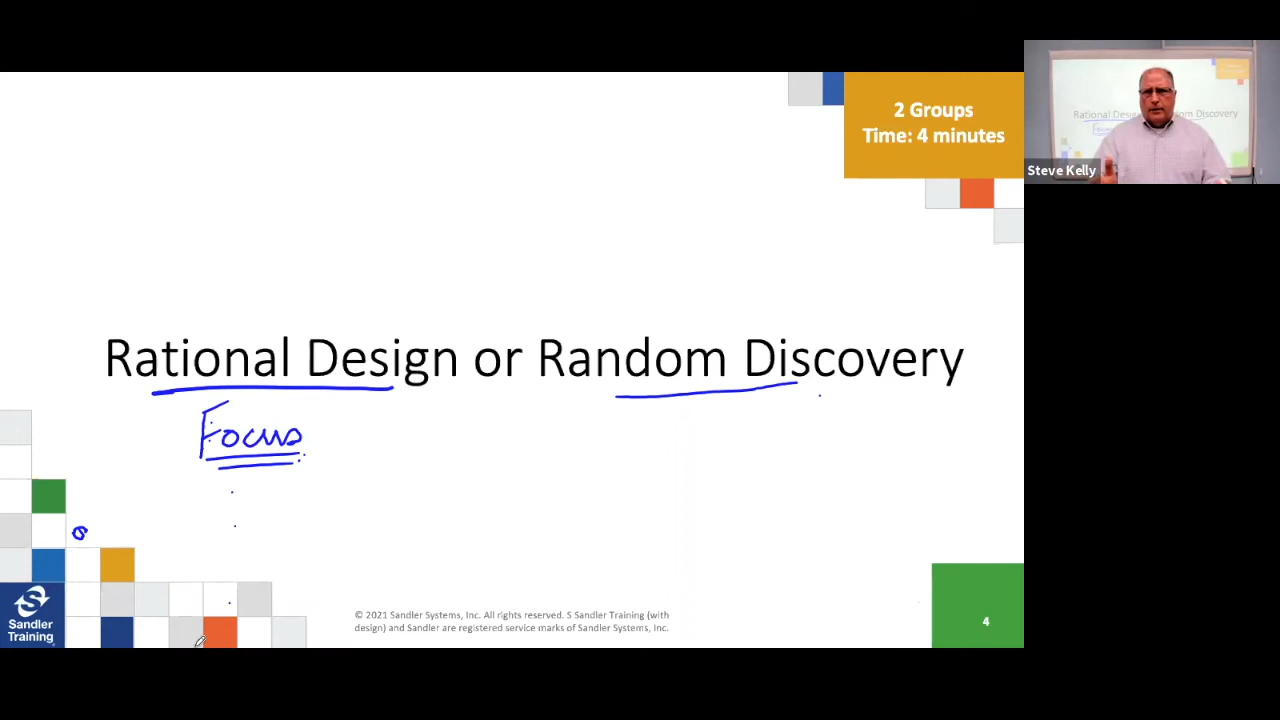 2 Groups
Time: 4 minutes
Steve Kelly
Rational Design or Random Discovery
Focus
S
Sandler
Training
© 2021 Sandler Systems, Inc. All rights reserved. S Sandler Training (with
design) and Sandler are registered service marks of Sandler Systems, Inc.
4